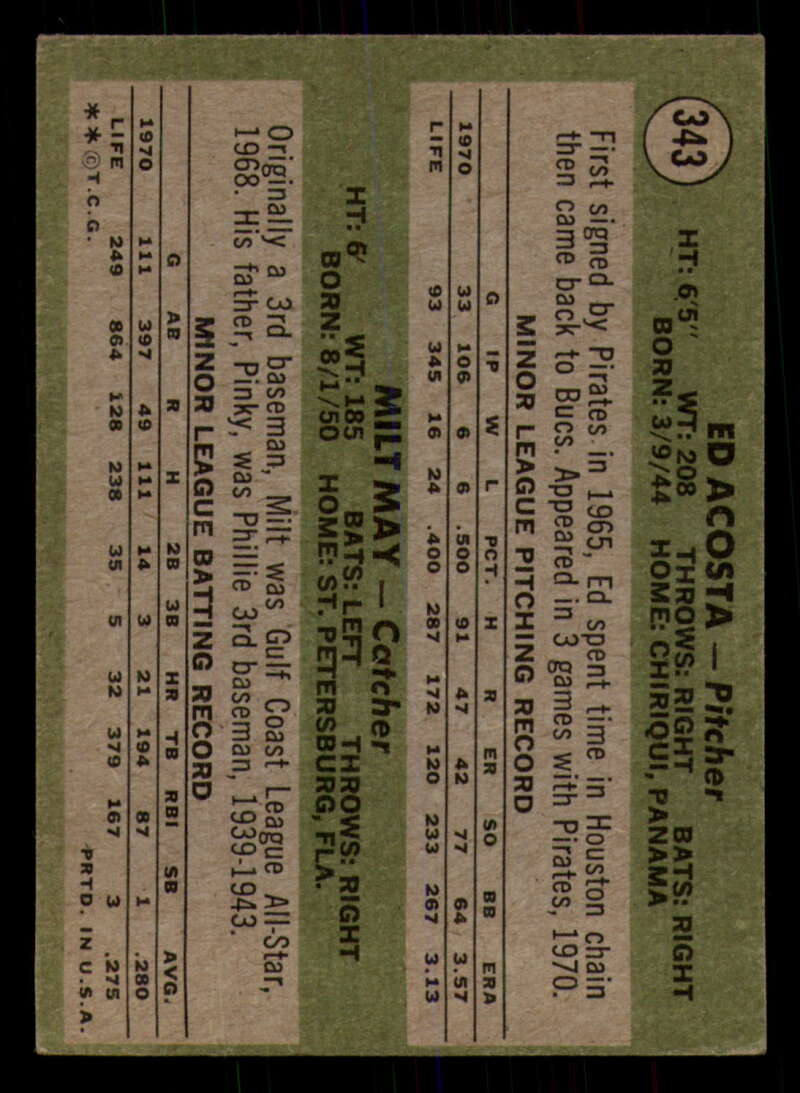 343
ED ACOSTA — Pitcher
HT: 6'5" WT: 208 THROWS: RIGHT BATS: RIGHT
BORN: 3/9/44 HOME: CHIRIQUI, PANAMA
First signed by Pirates in 1965, Ed spent time in Houston chain
then came back to Bucs. Appeared in 3 games with Pirates, 1970.
MINOR LEAGUE PITCHING RECORD
G IP W L PCT. H R ER SO BB ERA
1970 33 106 6 6 .500 91 47 42 77 64 3.57
LIFE 93 345 16 24 .400 287 172 120 233 267 3.13
MILT MAY — Catcher
HT: 6' WT: 185 BATS: LEFT THROWS: RIGHT
BORN: 8/1/50 HOME: ST. PETERSBURG, FLA.
Originally a 3rd baseman, Milt was Gulf Coast League All-Star,
1968. His father, Pinky, was Phillie 3rd baseman, 1939-1943.
MINOR LEAGUE BATTING RECORD
G AB R H 2B 3B HR TB RBI SB AVG.
1970 111 397 49 111 14 3 21 194 87 1 .280
LIFE 249 864 128 238 35 5 32 379 167 3 .275
**©T.C.G. PRTD. IN U.S.A.